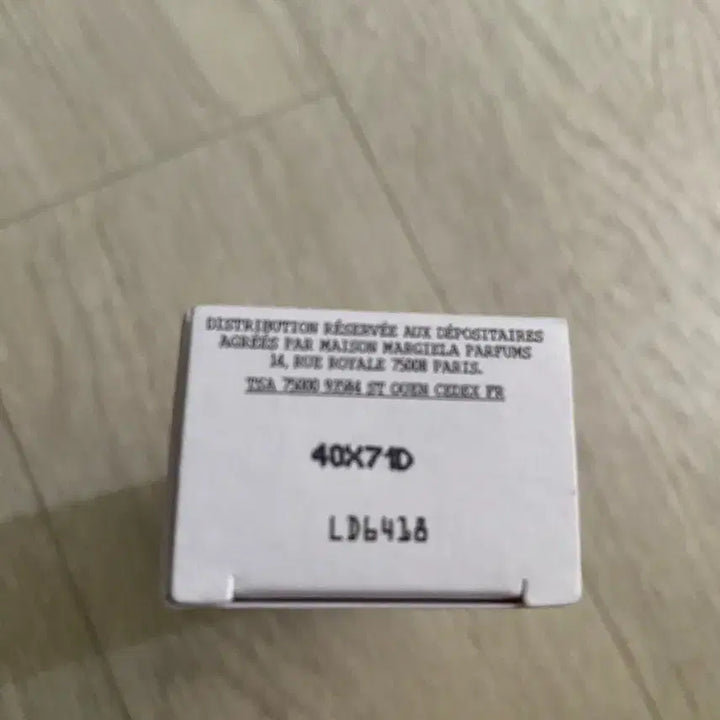 DISTRIBUTION RÉSERVÉE AUX DÉPOSITAIRES
AGRÉÉS PAR MAISON MARGIELA PARFUMS
14, RUE ROYALE 75008 PARIS.
TSA 75000 93584 ST OUEN CEDEX FR
40X71D
LD6418